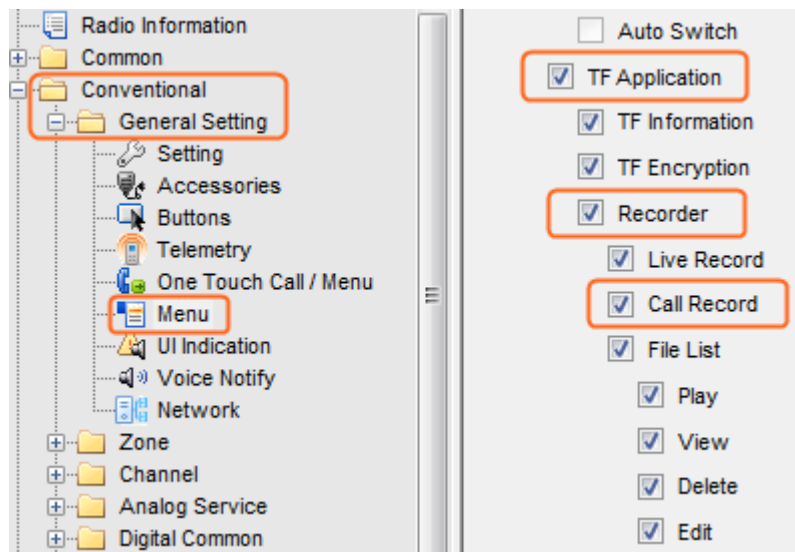 Radio Information
Common
Conventional
General Setting
Setting
Accessories
Buttons
Telemetry
One Touch Call / Menu
Menu
UI Indication
Voice Notify
Network
Zone
Channel
Analog Service
Digital Common
Auto Switch
TF Application
TF Information
TF Encryption
Recorder
Live Record
Call Record
File List
Play
View
Delete
Edit